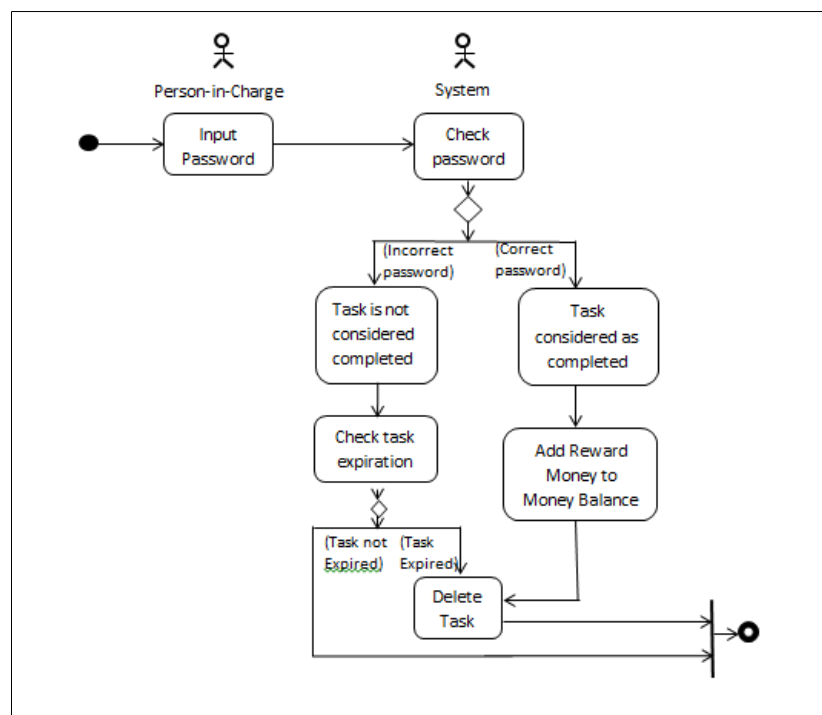 Person-in-Charge
System
Input
Password
Check
password
(Incorrect
password)
(Correct
password)
Task is not
considered
completed
Task
considered as
completed
Check task
expiration
Add Reward
Money to
Money Balance
(Task not
Expired)
(Task
Expired)
Delete
Task